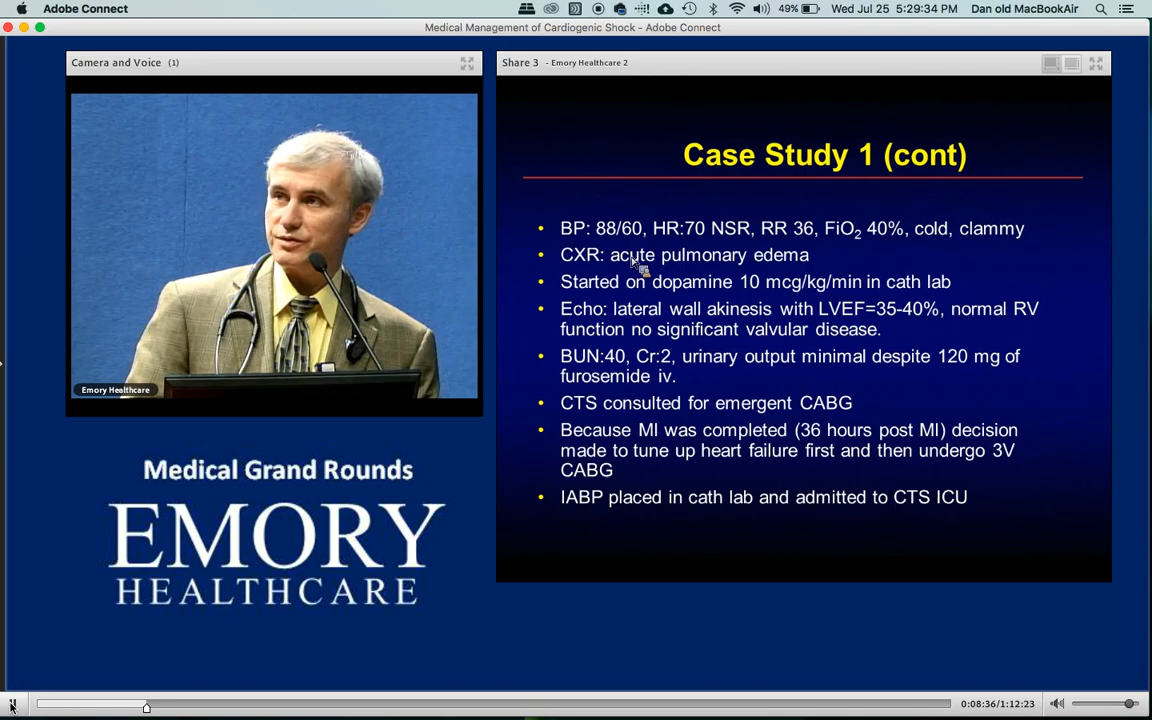 Adobe Connect
49%
Wed Jul 25 5:29:34 PM
Dan old MacBookAir
Medical Management of Cardiogenic Shock - Adobe Connect
Camera and Voice (1)
Share 3 - Emory Healthcare 2
Emory Healthcare
Medical Grand Rounds
EMORY
HEALTHCARE
Case Study 1 (cont)
• BP: 88/60, HR:70 NSR, RR 36, FiO2 40%, cold, clammy
• CXR: acute pulmonary edema
• Started on dopamine 10 mcg/kg/min in cath lab
• Echo: lateral wall akinesis with LVEF=35-40%, normal RV
function no significant valvular disease.
• BUN:40, Cr:2, urinary output minimal despite 120 mg of
furosemide iv.
• CTS consulted for emergent CABG
• Because MI was completed (36 hours post MI) decision
made to tune up heart failure first and then undergo 3V
CABG
• IABP placed in cath lab and admitted to CTS ICU
0:08:36/1:12:23